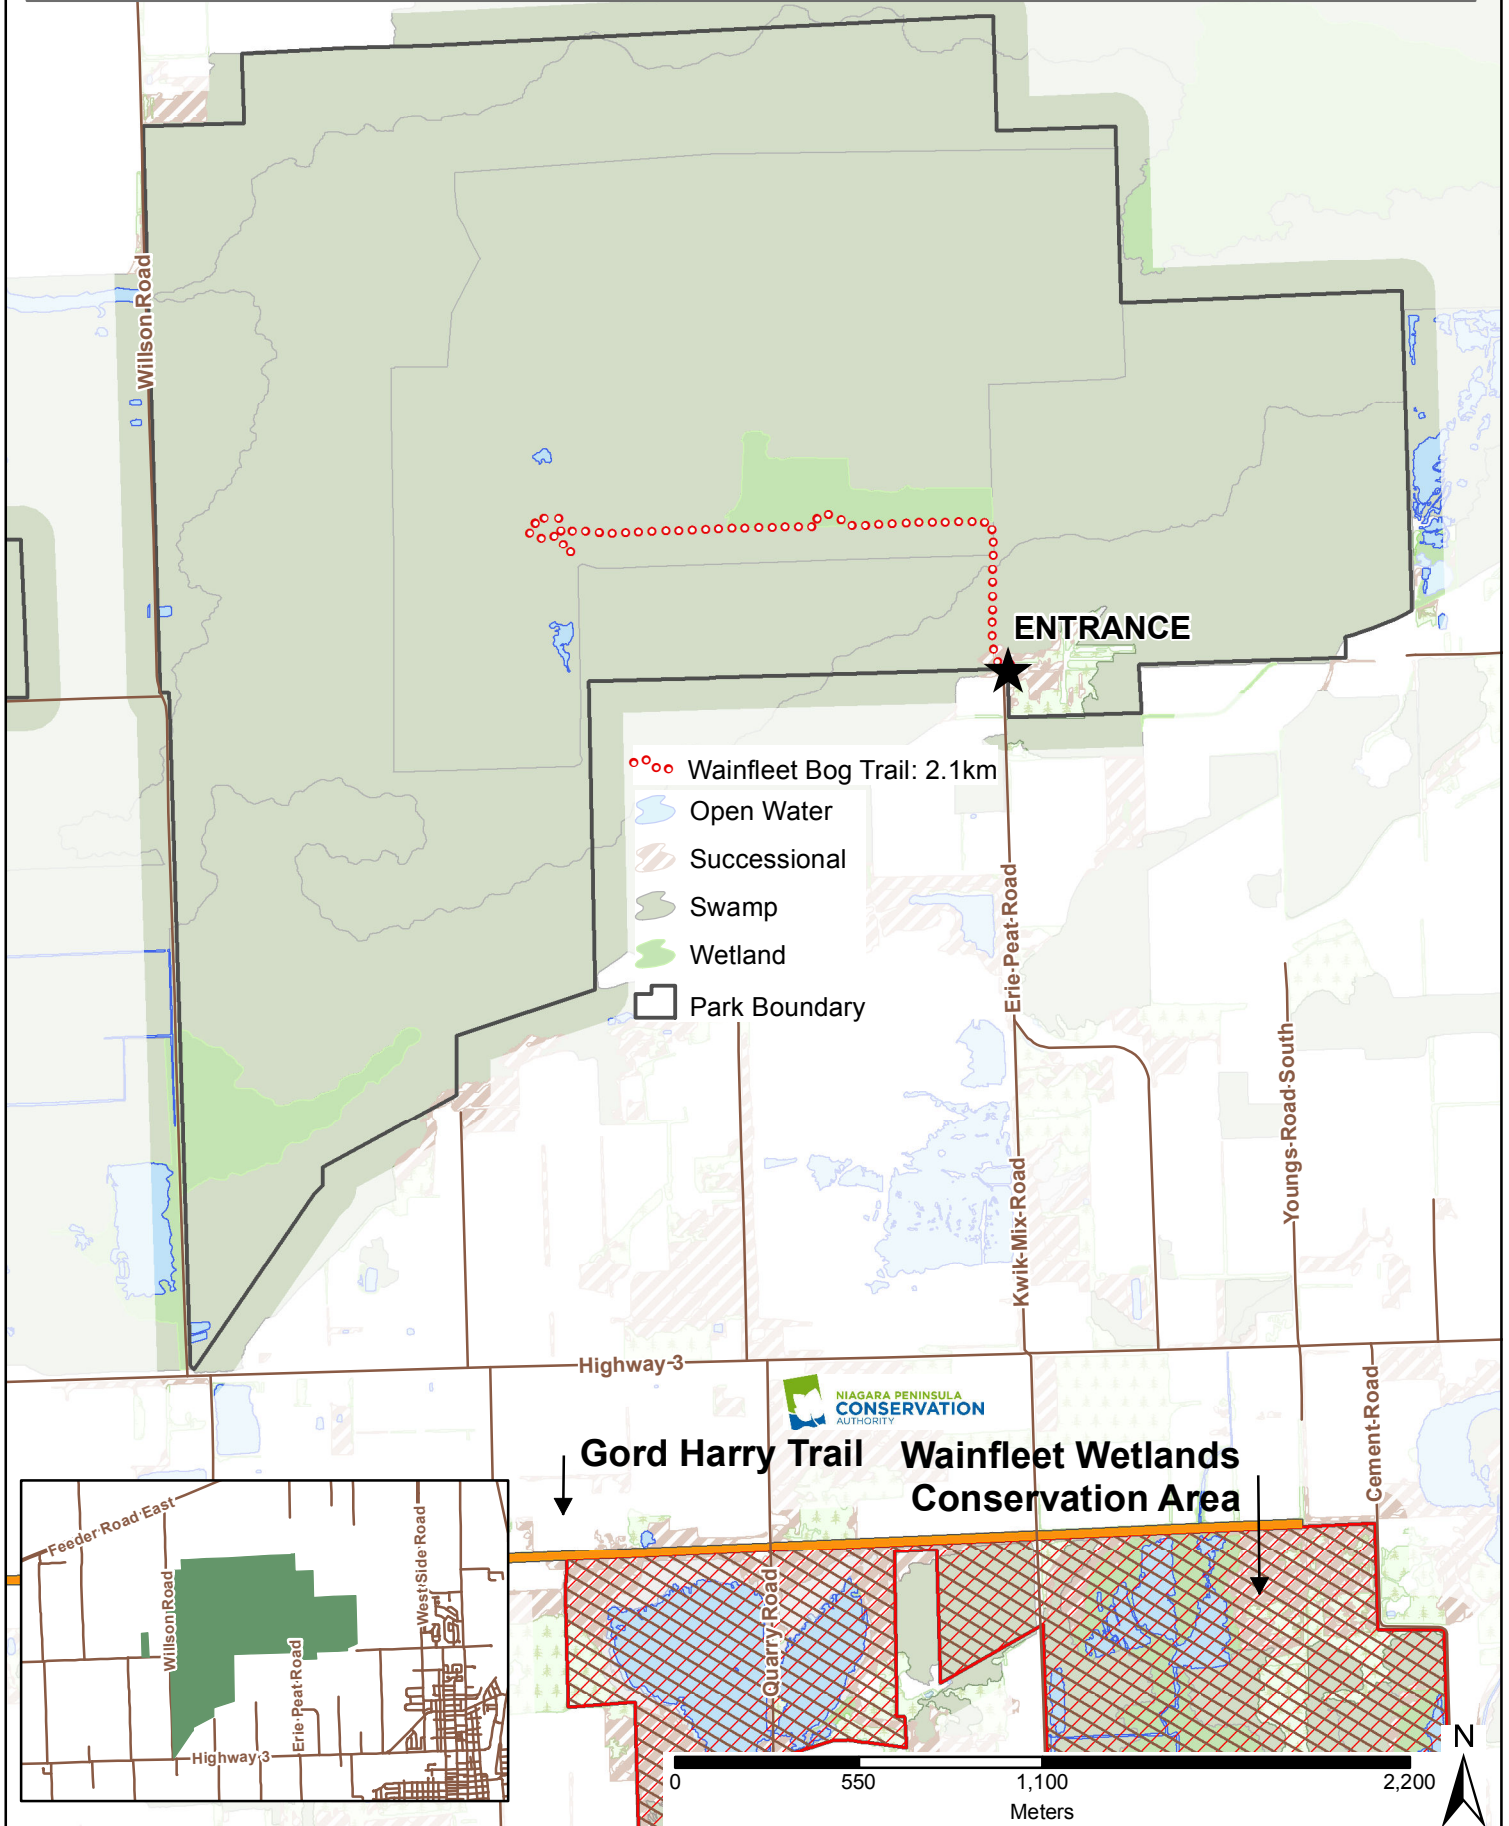 Willson Road
ENTRANCE
Wainfleet Bog Trail: 2.1km
Open Water
Successional
Swamp
Wetland
Park Boundary
Erie Peat Road
Youngs Road South
Kwik-Mix-Road
Highway 3
NIAGARA PENINSULA
CONSERVATION
AUTHORITY
Cement Road
Gord Harry Trail
Wainfleet Wetlands
Conservation Area
Quarry Road
Feeder Road East
Willson Road
West Side Road
Erie Peat Road
Highway 3
N
0
550
1,100
2,200
Meters